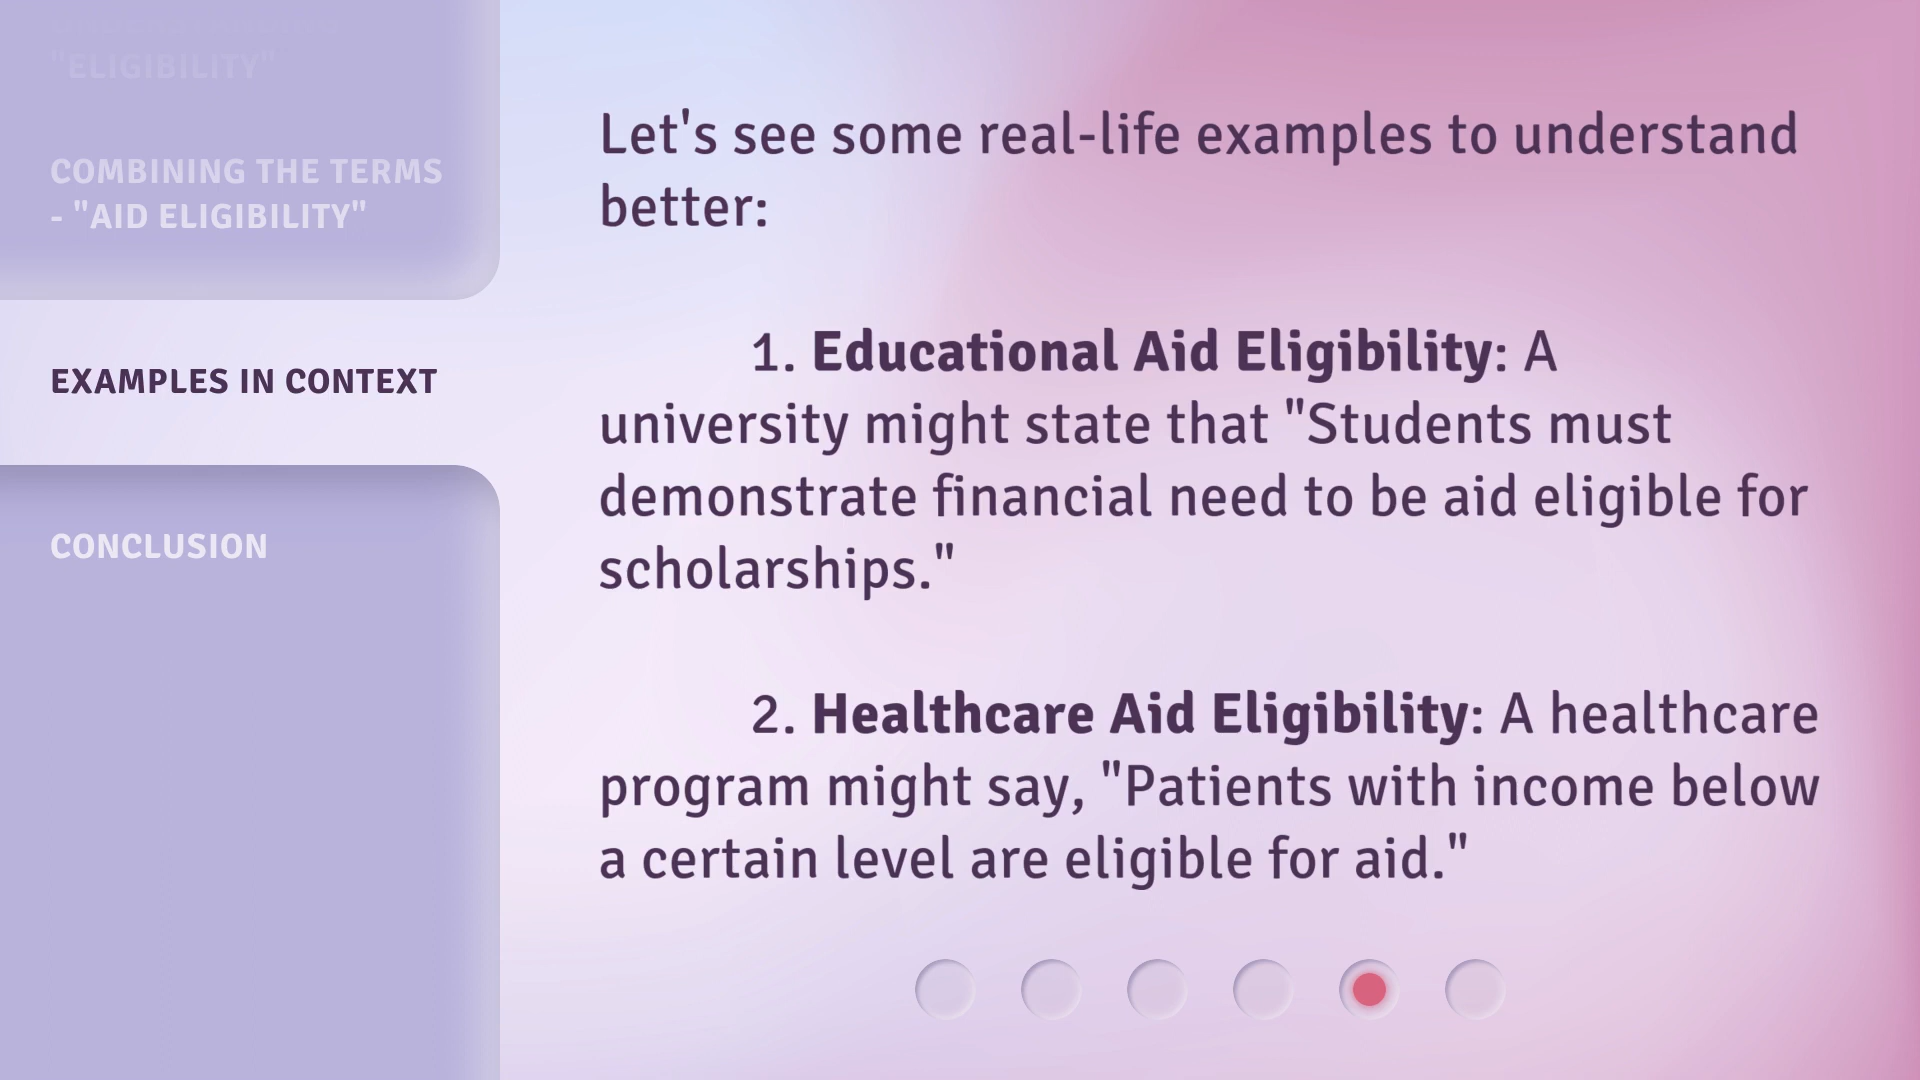 "ELIGIBILITY"
COMBINING THE TERMS
- "AID ELIGIBILITY"
EXAMPLES IN CONTEXT
CONCLUSION
Let's see some real-life examples to understand
better:
1. Educational Aid Eligibility: A
university might state that "Students must
demonstrate financial need to be aid eligible for
scholarships."
2. Healthcare Aid Eligibility: A healthcare
program might say, "Patients with income below
a certain level are eligible for aid."